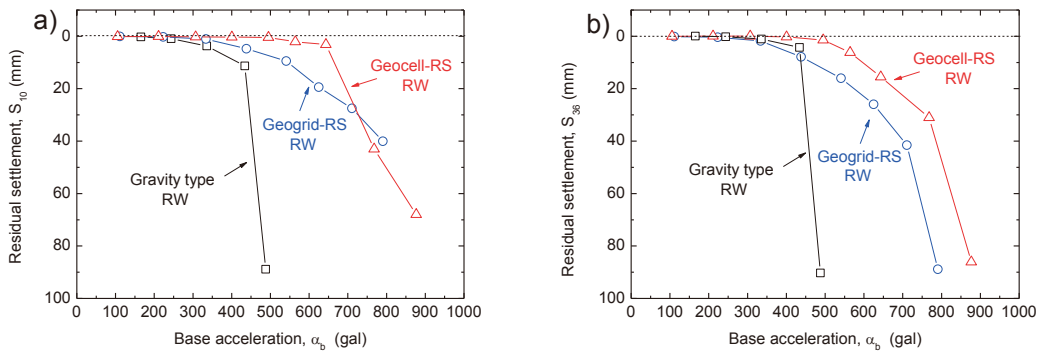 a)
0
20
40
60
80
100
Residual settlement, S10 (mm)
Geocell-RS
RW
Geogrid-RS
RW
Gravity type
RW
0 100 200 300 400 500 600 700 800 900 1000
Base acceleration, αb (gal)
b)
0
20
40
60
80
100
Residual settlement, S36 (mm)
Geocell-RS
RW
Geogrid-RS
RW
Gravity type
RW
0 100 200 300 400 500 600 700 800 900 1000
Base acceleration, αb (gal)